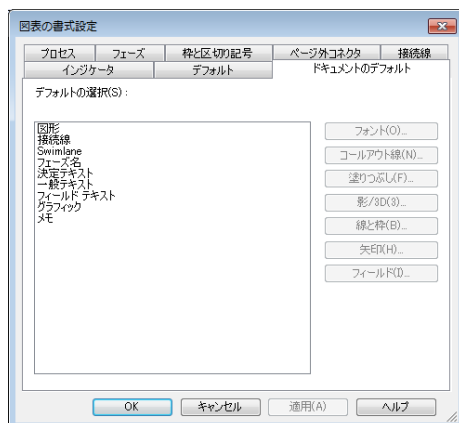 図表の書式設定
プロセス フェーズ 枠と区切り記号 ページ外コネクタ 接続線
インジケータ デフォルト ドキュメントのデフォルト
デフォルトの選択(S) :
図形
接続線
Swimlane
フェーズ名
決定テキスト
一般テキスト
フィールド テキスト
グラフィック
メモ
フォント(O)...
コールアウト線(N)...
塗りつぶし(F)...
影/3D(3)...
線と枠(B)...
矢印(H)...
フィールド(I)...
OK キャンセル 適用(A) ヘルプ